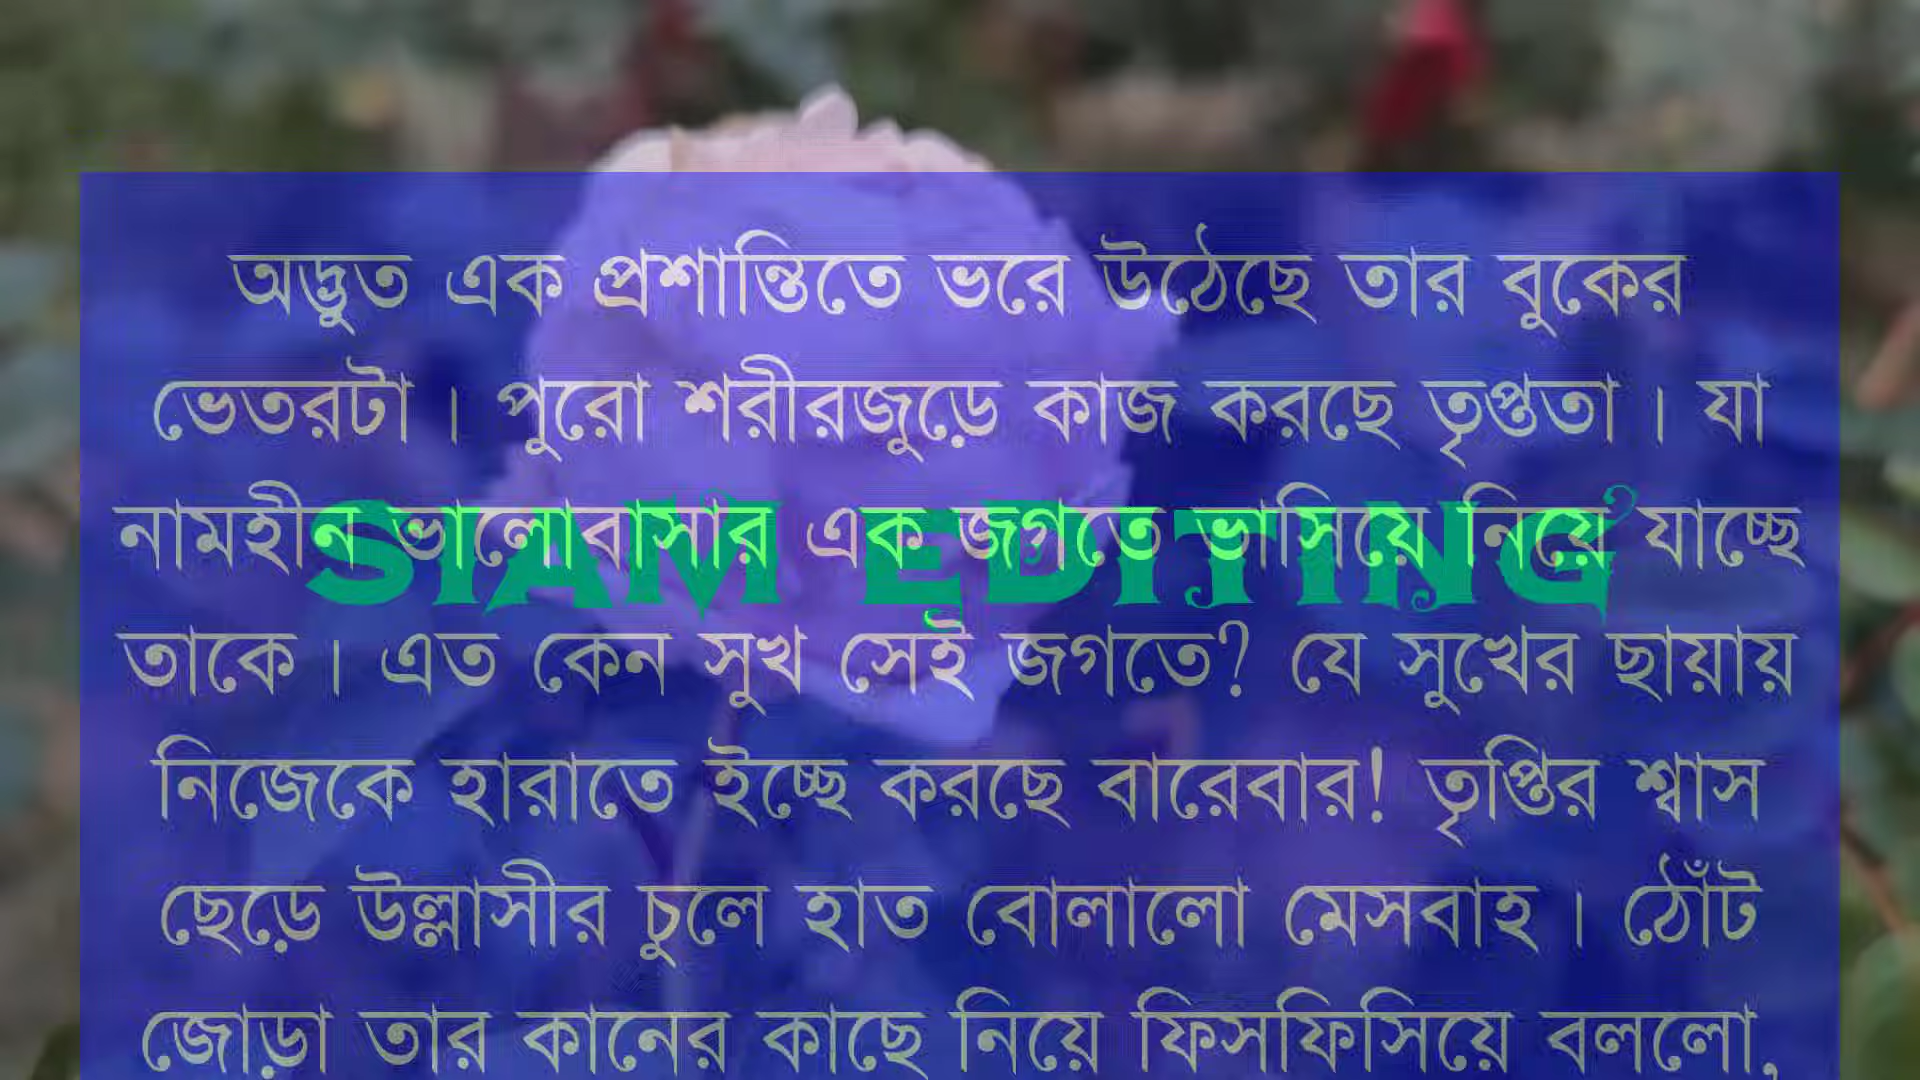 অদ্ভুত এক প্রশান্তিতে ভরে উঠেছে তার বুকের
ভেতরটা। পুরো শরীরজুড়ে কাজ করছে তৃপ্ততা। যা
নামহীন ভালোবাসার এক জগতে ভাসিয়ে নিয়ে যাচ্ছে
SIAM EDITING
তাকে। এত কেন সুখ সেই জগতে? যে সুখের ছায়ায়
নিজেকে হারাতে ইচ্ছে করছে বারেবার! তৃপ্তির শ্বাস
ছেড়ে উল্লাসীর চুলে হাত বোলালো মেসবাহ। ঠোঁট
জোড়া তার কানের কাছে নিয়ে ফিসফিসিয়ে বললো,